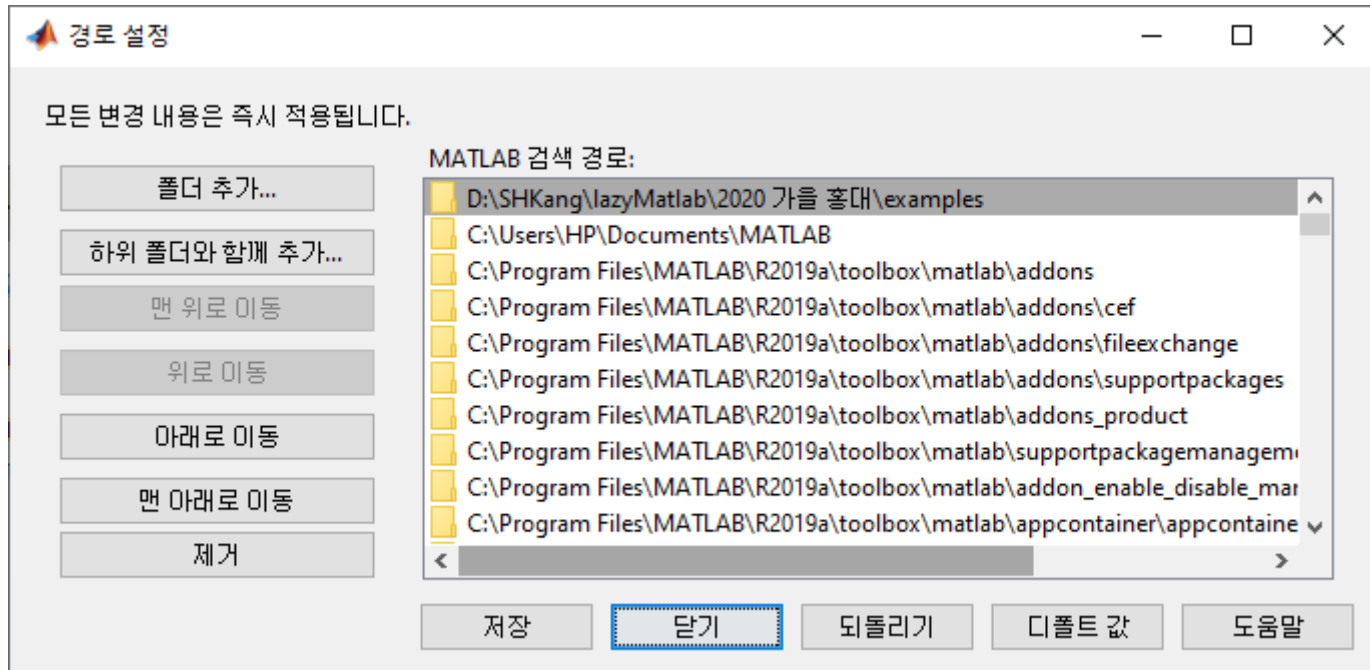 경로 설정
모든 변경 내용은 즉시 적용됩니다.
폴더 추가...
하위 폴더와 함께 추가...
맨 위로 이동
위로 이동
아래로 이동
맨 아래로 이동
제거
MATLAB 검색 경로:
D:\SHKang\lazyMatlab\2020 가을 홍대\examples
C:\Users\HP\Documents\MATLAB
C:\Program Files\MATLAB\R2019a\toolbox\matlab\addons
C:\Program Files\MATLAB\R2019a\toolbox\matlab\addons\cef
C:\Program Files\MATLAB\R2019a\toolbox\matlab\addons\fileexchange
C:\Program Files\MATLAB\R2019a\toolbox\matlab\addons\supportpackages
C:\Program Files\MATLAB\R2019a\toolbox\matlab\addons_product
C:\Program Files\MATLAB\R2019a\toolbox\matlab\supportpackagemanageme
C:\Program Files\MATLAB\R2019a\toolbox\matlab\addon_enable_disable_mar
C:\Program Files\MATLAB\R2019a\toolbox\matlab\appcontainer\appcontaine
저장 닫기 되돌리기 디폴트 값 도움말